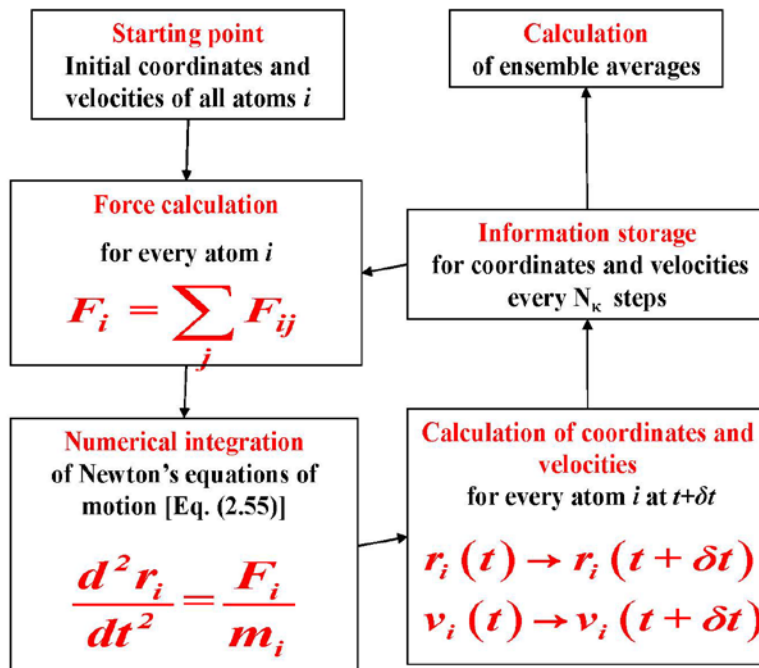 Starting point
Initial coordinates and
velocities of all atoms i
Calculation
of ensemble averages
Force calculation
for every atom i
F_i = ∑_j F_ij
Information storage
for coordinates and velocities
every N_κ steps
Numerical integration
of Newton's equations of
motion [Eq. (2.55)]
d² r_i / dt² = F_i / m_i
Calculation of coordinates and
velocities
for every atom i at t+δt
r_i (t) → r_i (t + δt)
v_i (t) → v_i (t + δt)